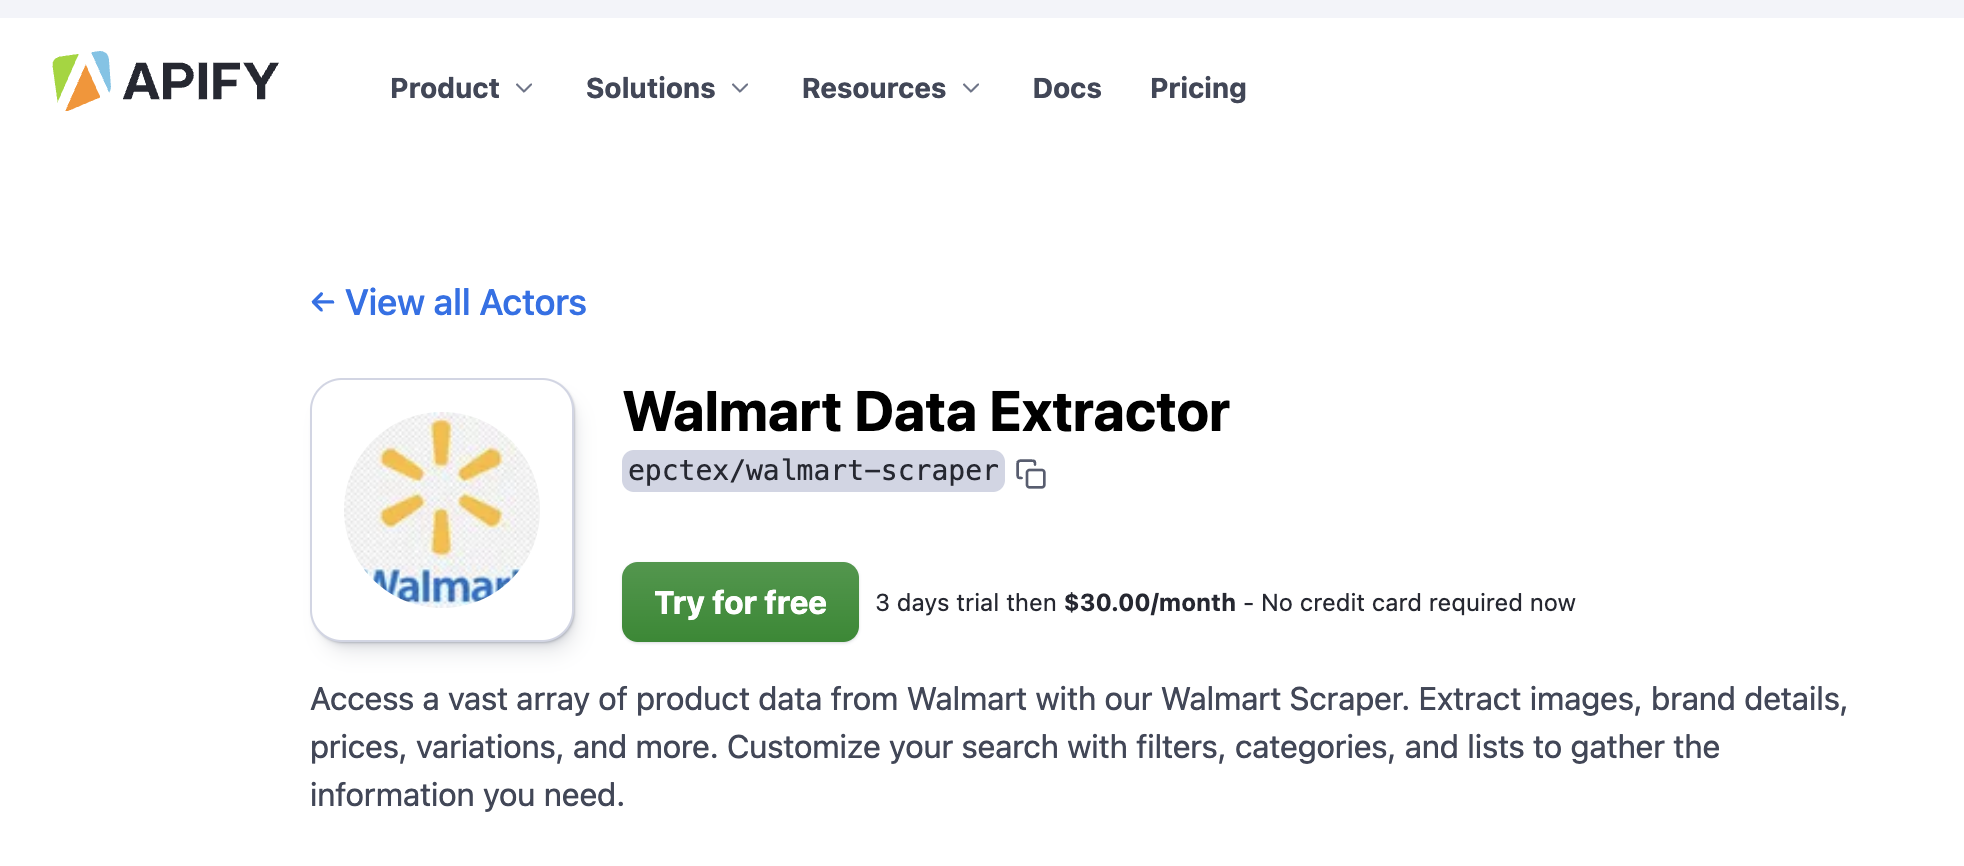 APIFY
Product
Solutions
Resources
Docs
Pricing
← View all Actors
Walmart
Walmart Data Extractor
epctex/walmart-scraper
Try for free
3 days trial then $30.00/month - No credit card required now
Access a vast array of product data from Walmart with our Walmart Scraper. Extract images, brand details,
prices, variations, and more. Customize your search with filters, categories, and lists to gather the
information you need.